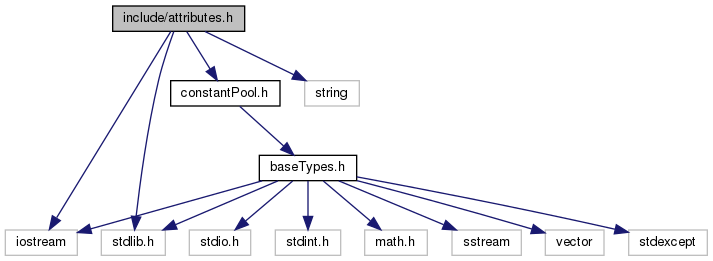 include/attributes.h
constantPool.h
string
baseTypes.h
iostream
stdlib.h
stdio.h
stdint.h
math.h
sstream
vector
stdexcept